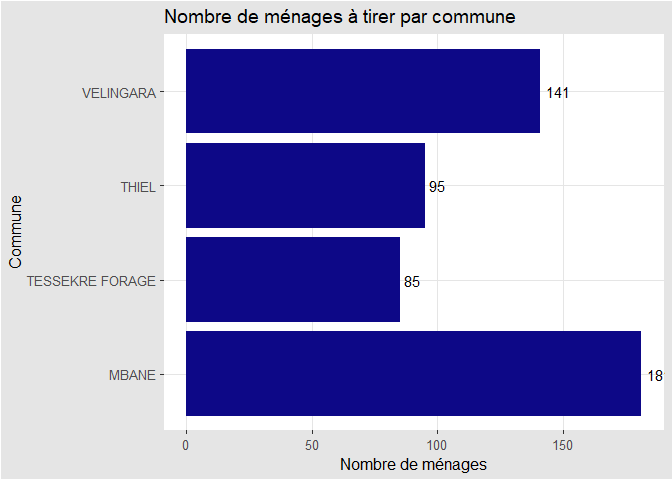 Nombre de ménages à tirer par commune
Commune
VELINGARA
141
THIEL
95
TESSEKRE FORAGE
85
MBANE
18
0 50 100 150
Nombre de ménages